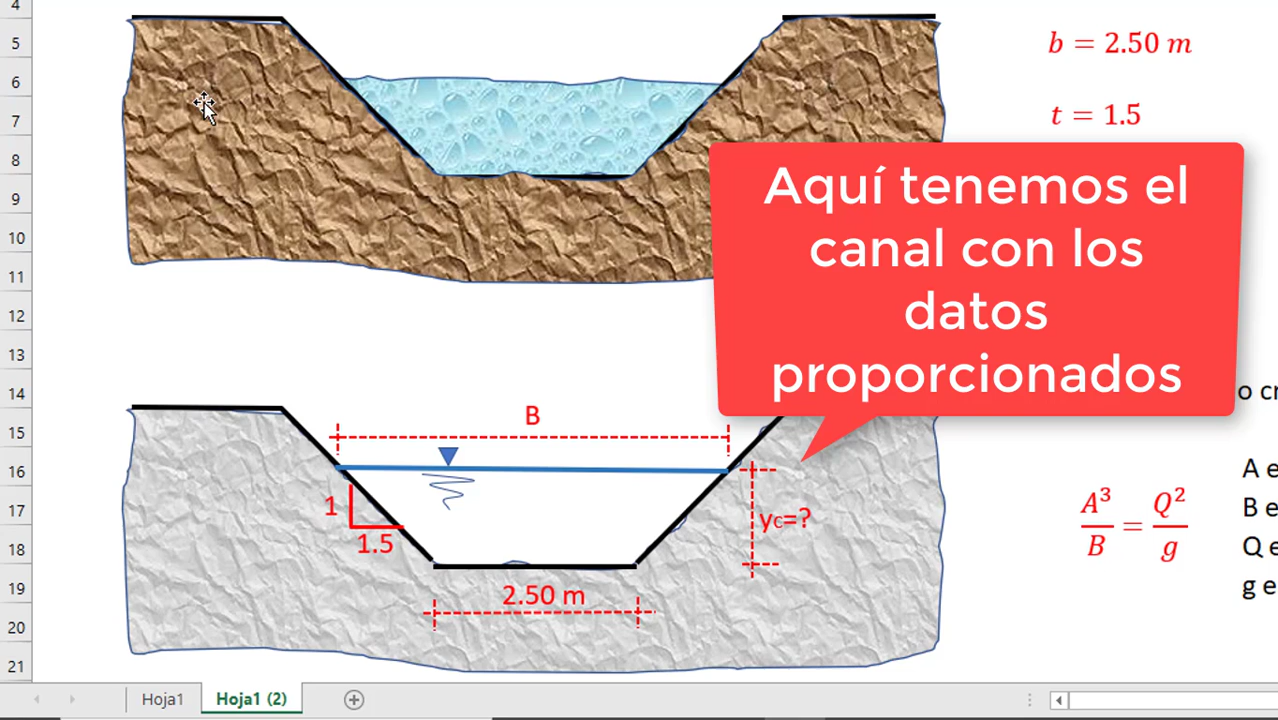 4
5
6
7
8
9
10
11
12
13
14
15
16
17
18
19
20
21
b = 2.50 m
t = 1.5
Aquí tenemos el
canal con los
datos
proporcionados
B
1
1.5
yc=?
2.50 m
A³/B = Q²/g
A
B
Q
g
Hoja1
Hoja1 (2)